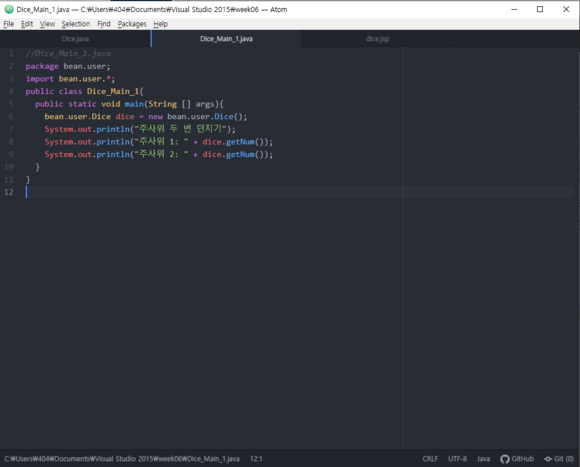 Dice_Main_1.java — C:₩Users₩404₩Documents₩Visual Studio 2015₩week06 — Atom
File Edit View Selection Find Packages Help
Dice.java Dice_Main_1.java dice.jsp
1 //Dice_Main_1.java
2 package bean.user;
3 import bean.user.*;
4 public class Dice_Main_1{
5 public static void main(String [] args){
6 bean.user.Dice dice = new bean.user.Dice();
7 System.out.println("주사위 두 번 던지기");
8 System.out.println("주사위 1: " + dice.getNum());
9 System.out.println("주사위 2: " + dice.getNum());
10 }
11 }
12
C:₩Users₩404₩Documents₩Visual Studio 2015₩week06₩Dice_Main_1.java 12:1 CRLF UTF-8 Java GitHub Git (0)